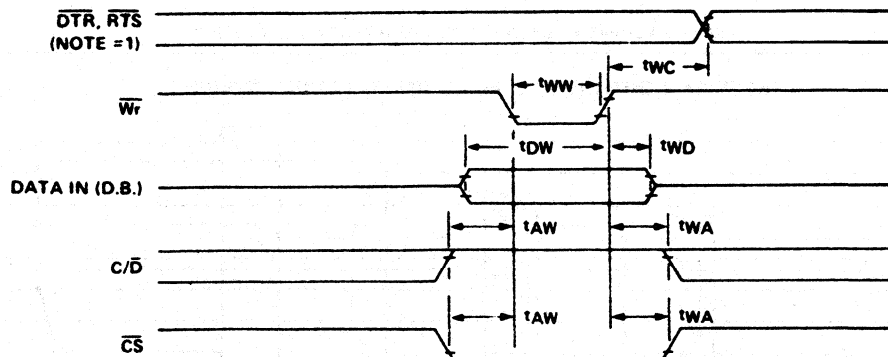 DTR, RTS
(NOTE =1)
tWC
tWW
Wr
tDW
tWD
DATA IN (D.B.)
tAW
tWA
C/D
tAW
tWA
CS